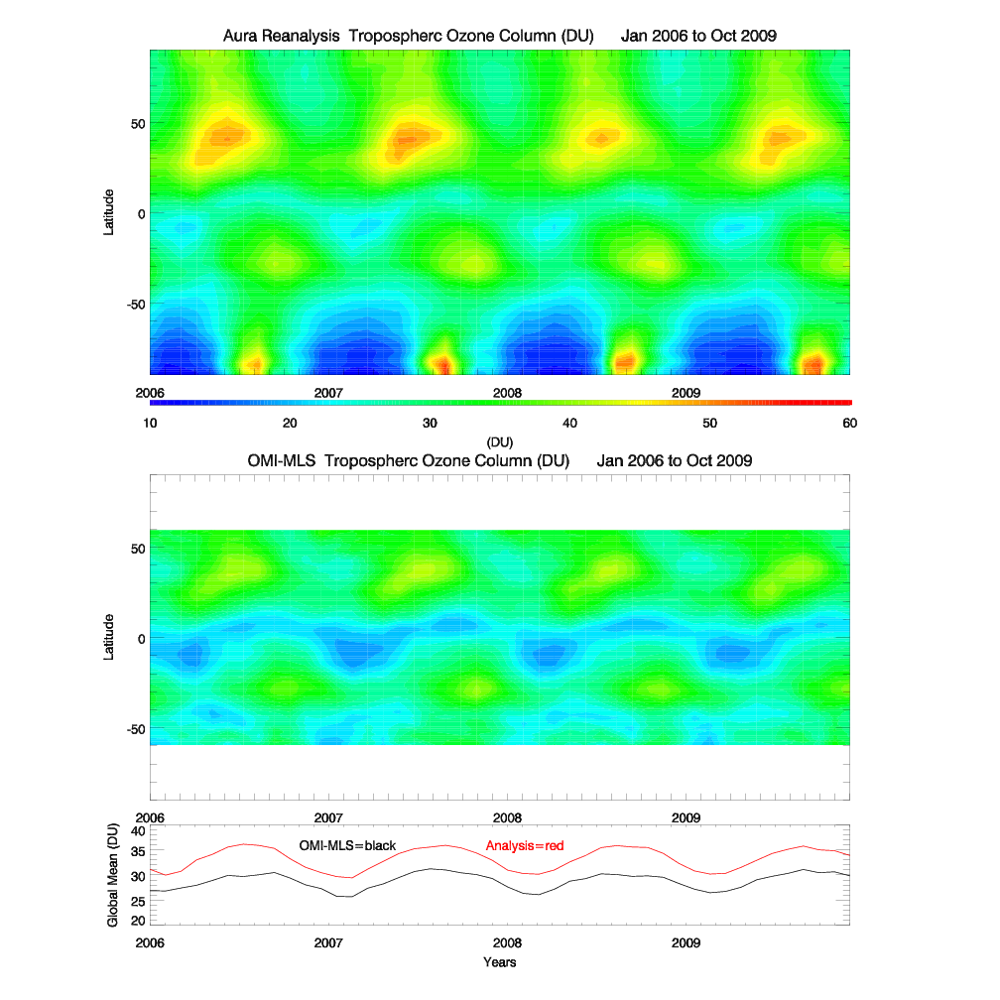 Aura Reanalysis Tropospherc Ozone Column (DU) Jan 2006 to Oct 2009
50
0
-50
Latitude
2006 2007 2008 2009
10 20 30 40 50 60
(DU)
OMI-MLS Tropospherc Ozone Column (DU) Jan 2006 to Oct 2009
50
0
-50
Latitude
2006 2007 2008 2009
40
35
30
25
20
Global Mean (DU)
OMI-MLS=black Analysis=red
2006 2007 2008 2009
Years